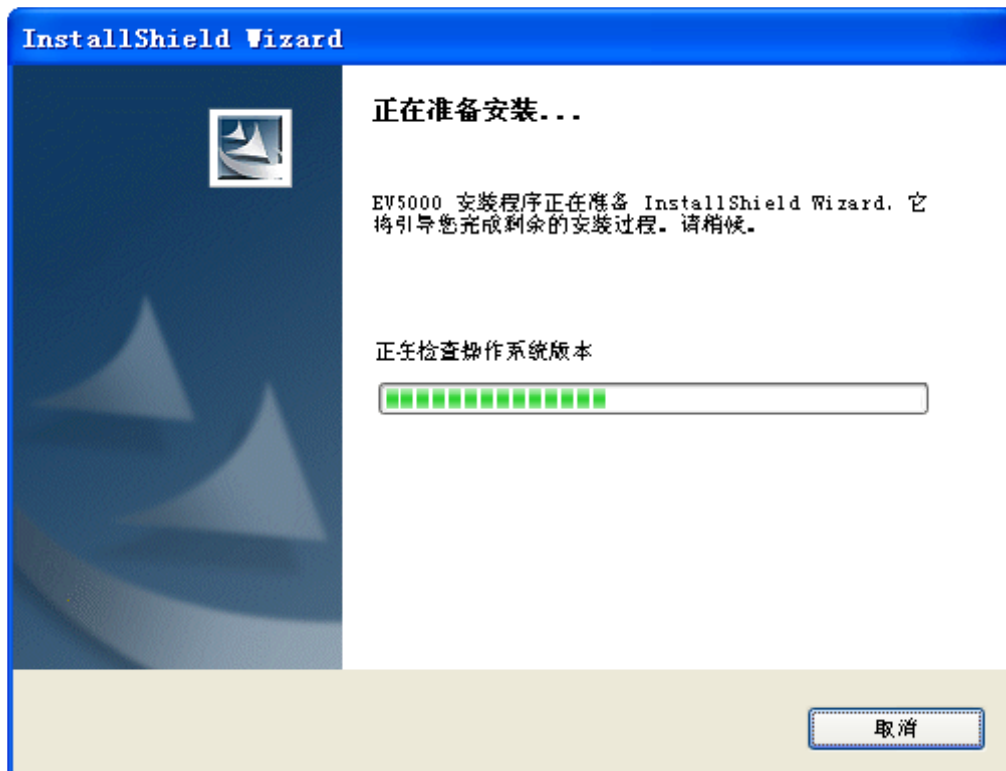 InstallShield Wizard
正在准备安装...
EV5000 安装程序正在准备 InstallShield Wizard, 它
将引导您完成剩余的安装过程。请稍候。
正在检查操作系统版本
取消